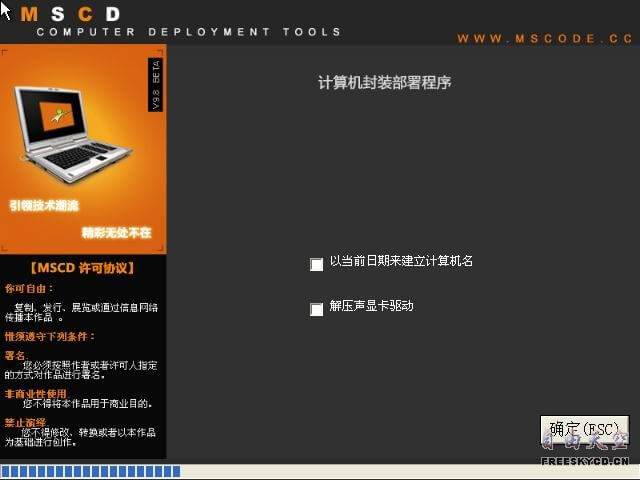 MSCD
COMPUTER DEPLOYMENT TOOLS
WWW.MSCODE.CC
计算机封装部署程序
V9.8 BETA
引领技术潮流
精彩无处不在
【MSCD 许可协议】
你可自由：
复制、发行、展览或通过信息网络
传播本作品 。
惟须遵守下列条件：
署名.
您必须按照作者或者许可人指定
的方式对作品进行署名。
非商业性使用.
您不得将本作品用于商业目的。
禁止演绎.
您不得修改、转换或者以本作品
为基础进行创作。
以当前日期来建立计算机名
解压声显卡驱动
确定(ESC)
自由天空
FREESKYCD.CN